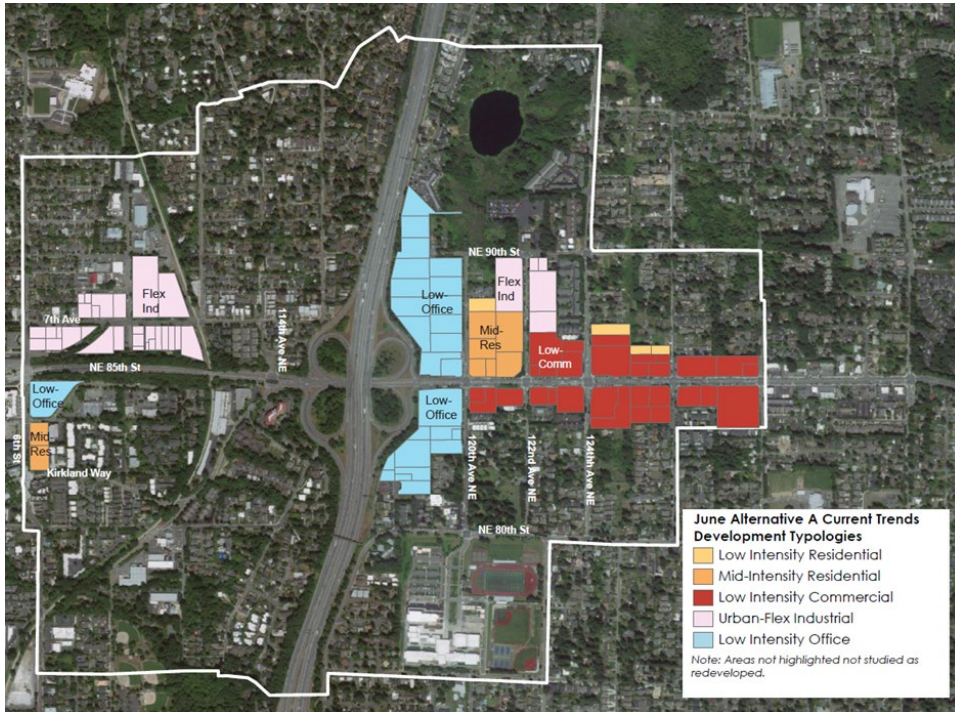 NE 90th St
Flex
Ind
Low-
Office
Flex
Ind
7th Ave
114th Ave NE
Mid-
Res
Low-
Comm
NE 85th St
Low-
Office
Low-
Office
Mid-
Res
6th St
Kirkland Way
120th Ave NE
122nd Ave NE
124thh Ave NE
NE 80th St
June Alternative A Current Trends
Development Typologies
Low Intensity Residential
Mid-Intensity Residential
Low Intensity Commercial
Urban-Flex Industrial
Low Intensity Office
Note: Areas not highlighted not studied as
redeveloped.